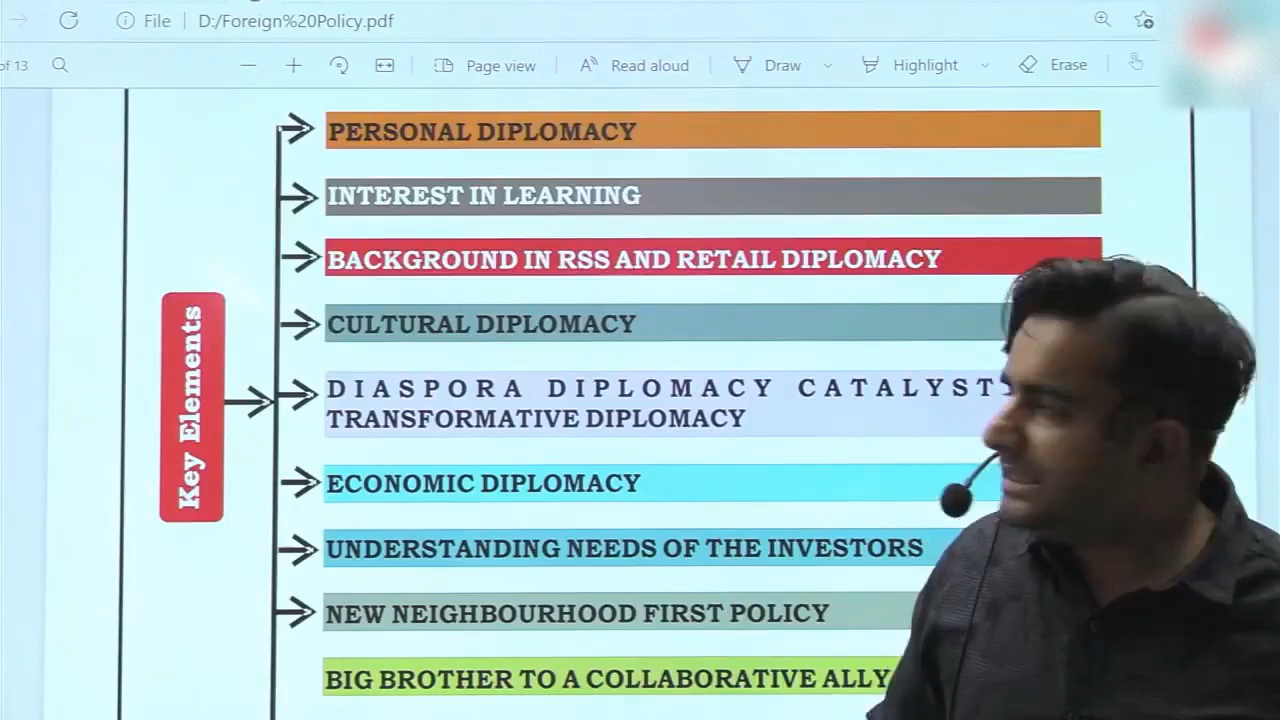 File D:/Foreign%20Policy.pdf
of 13 Page view Read aloud Draw Highlight Erase
PERSONAL DIPLOMACY
INTEREST IN LEARNING
BACKGROUND IN RSS AND RETAIL DIPLOMACY
CULTURAL DIPLOMACY
DIASPORA DIPLOMACY CATALYSTS
TRANSFORMATIVE DIPLOMACY
Key Elements
ECONOMIC DIPLOMACY
UNDERSTANDING NEEDS OF THE INVESTORS
NEW NEIGHBOURHOOD FIRST POLICY
BIG BROTHER TO A COLLABORATIVE ALLY